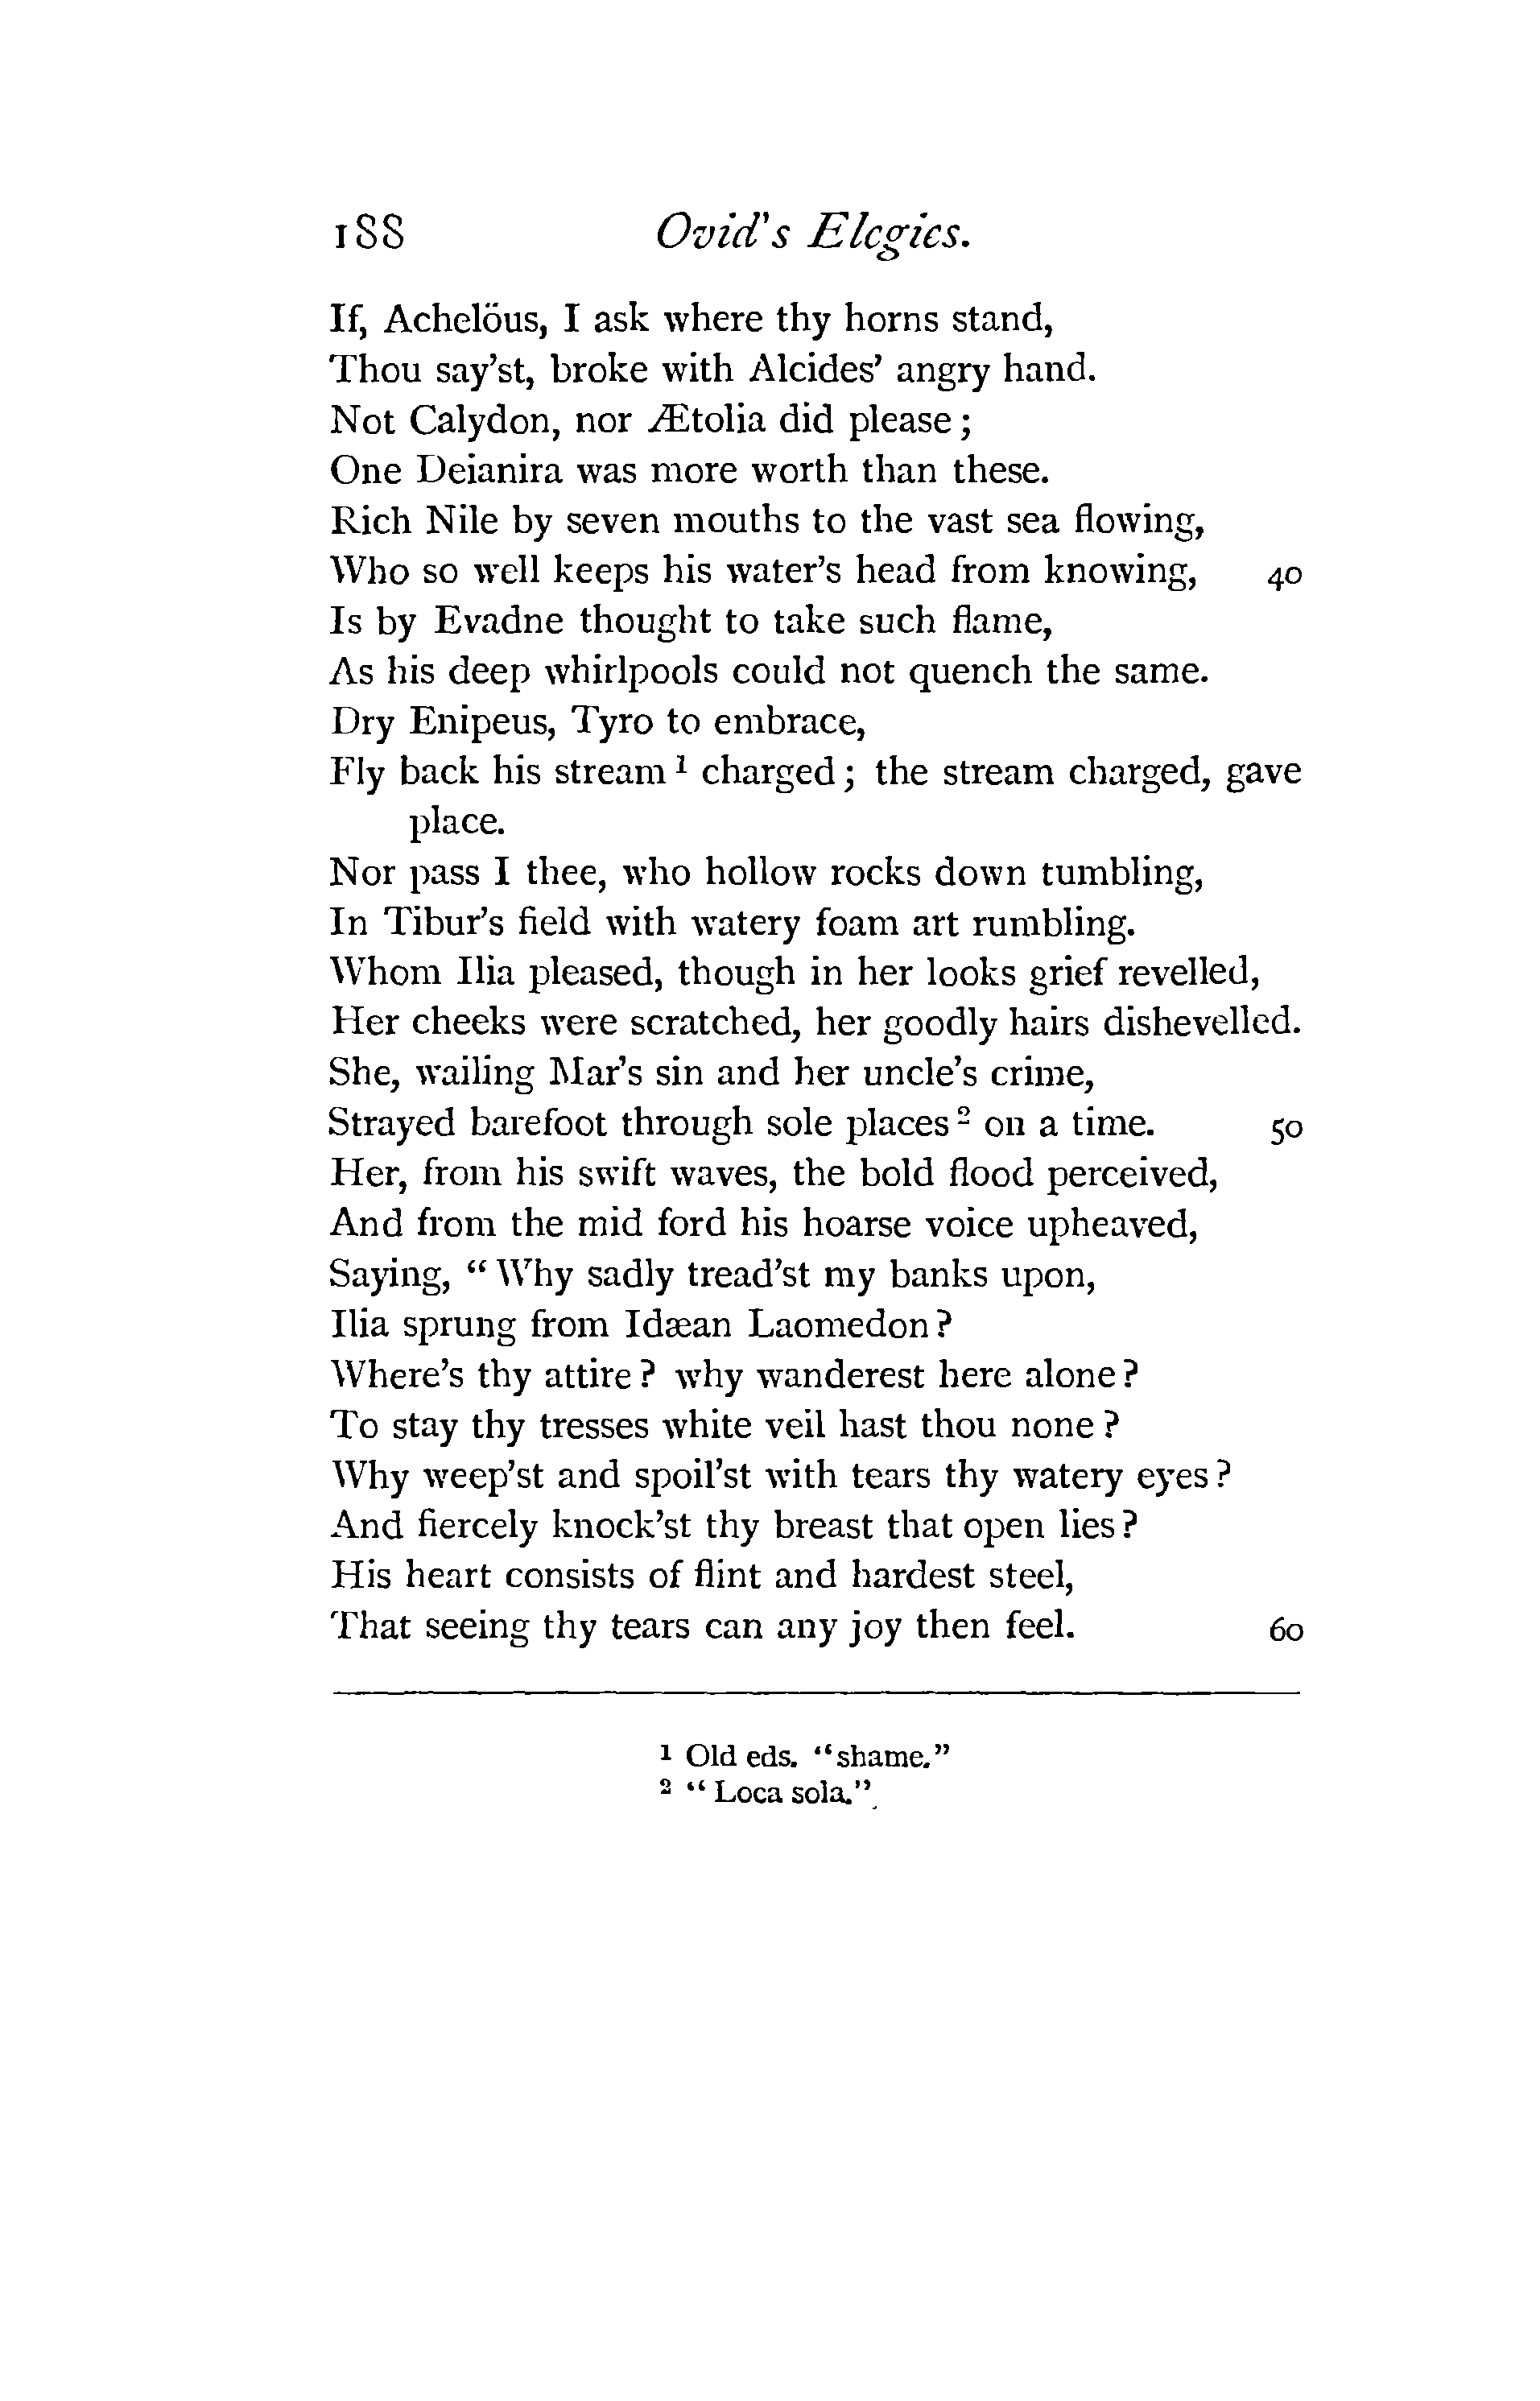 188 Ovid's Elegies.
If, Achelöus, I ask where thy horns stand,
Thou say'st, broke with Alcides' angry hand.
Not Calydon, nor Ætolia did please;
One Deianira was more worth than these.
Rich Nile by seven mouths to the vast sea flowing,
Who so well keeps his water's head from knowing, 40
Is by Evadne thought to take such flame,
As his deep whirlpools could not quench the same.
Dry Enipeus, Tyro to embrace,
Fly back his stream¹ charged; the stream charged, gave
place.
Nor pass I thee, who hollow rocks down tumbling,
In Tibur's field with watery foam art rumbling.
Whom Ilia pleased, though in her looks grief revelled,
Her cheeks were scratched, her goodly hairs dishevelled.
She, wailing Mar's sin and her uncle's crime,
Strayed barefoot through sole places² on a time. 50
Her, from his swift waves, the bold flood perceived,
And from the mid ford his hoarse voice upheaved,
Saying, “Why sadly tread'st my banks upon,
Ilia sprung from Idæan Laomedon?
Where's thy attire? why wanderest here alone?
To stay thy tresses white veil hast thou none?
Why weep'st and spoil'st with tears thy watery eyes?
And fiercely knock'st thy breast that open lies?
His heart consists of flint and hardest steel,
That seeing thy tears can any joy then feel. 60
¹ Old eds. “shame.”
² “Loca sola.”